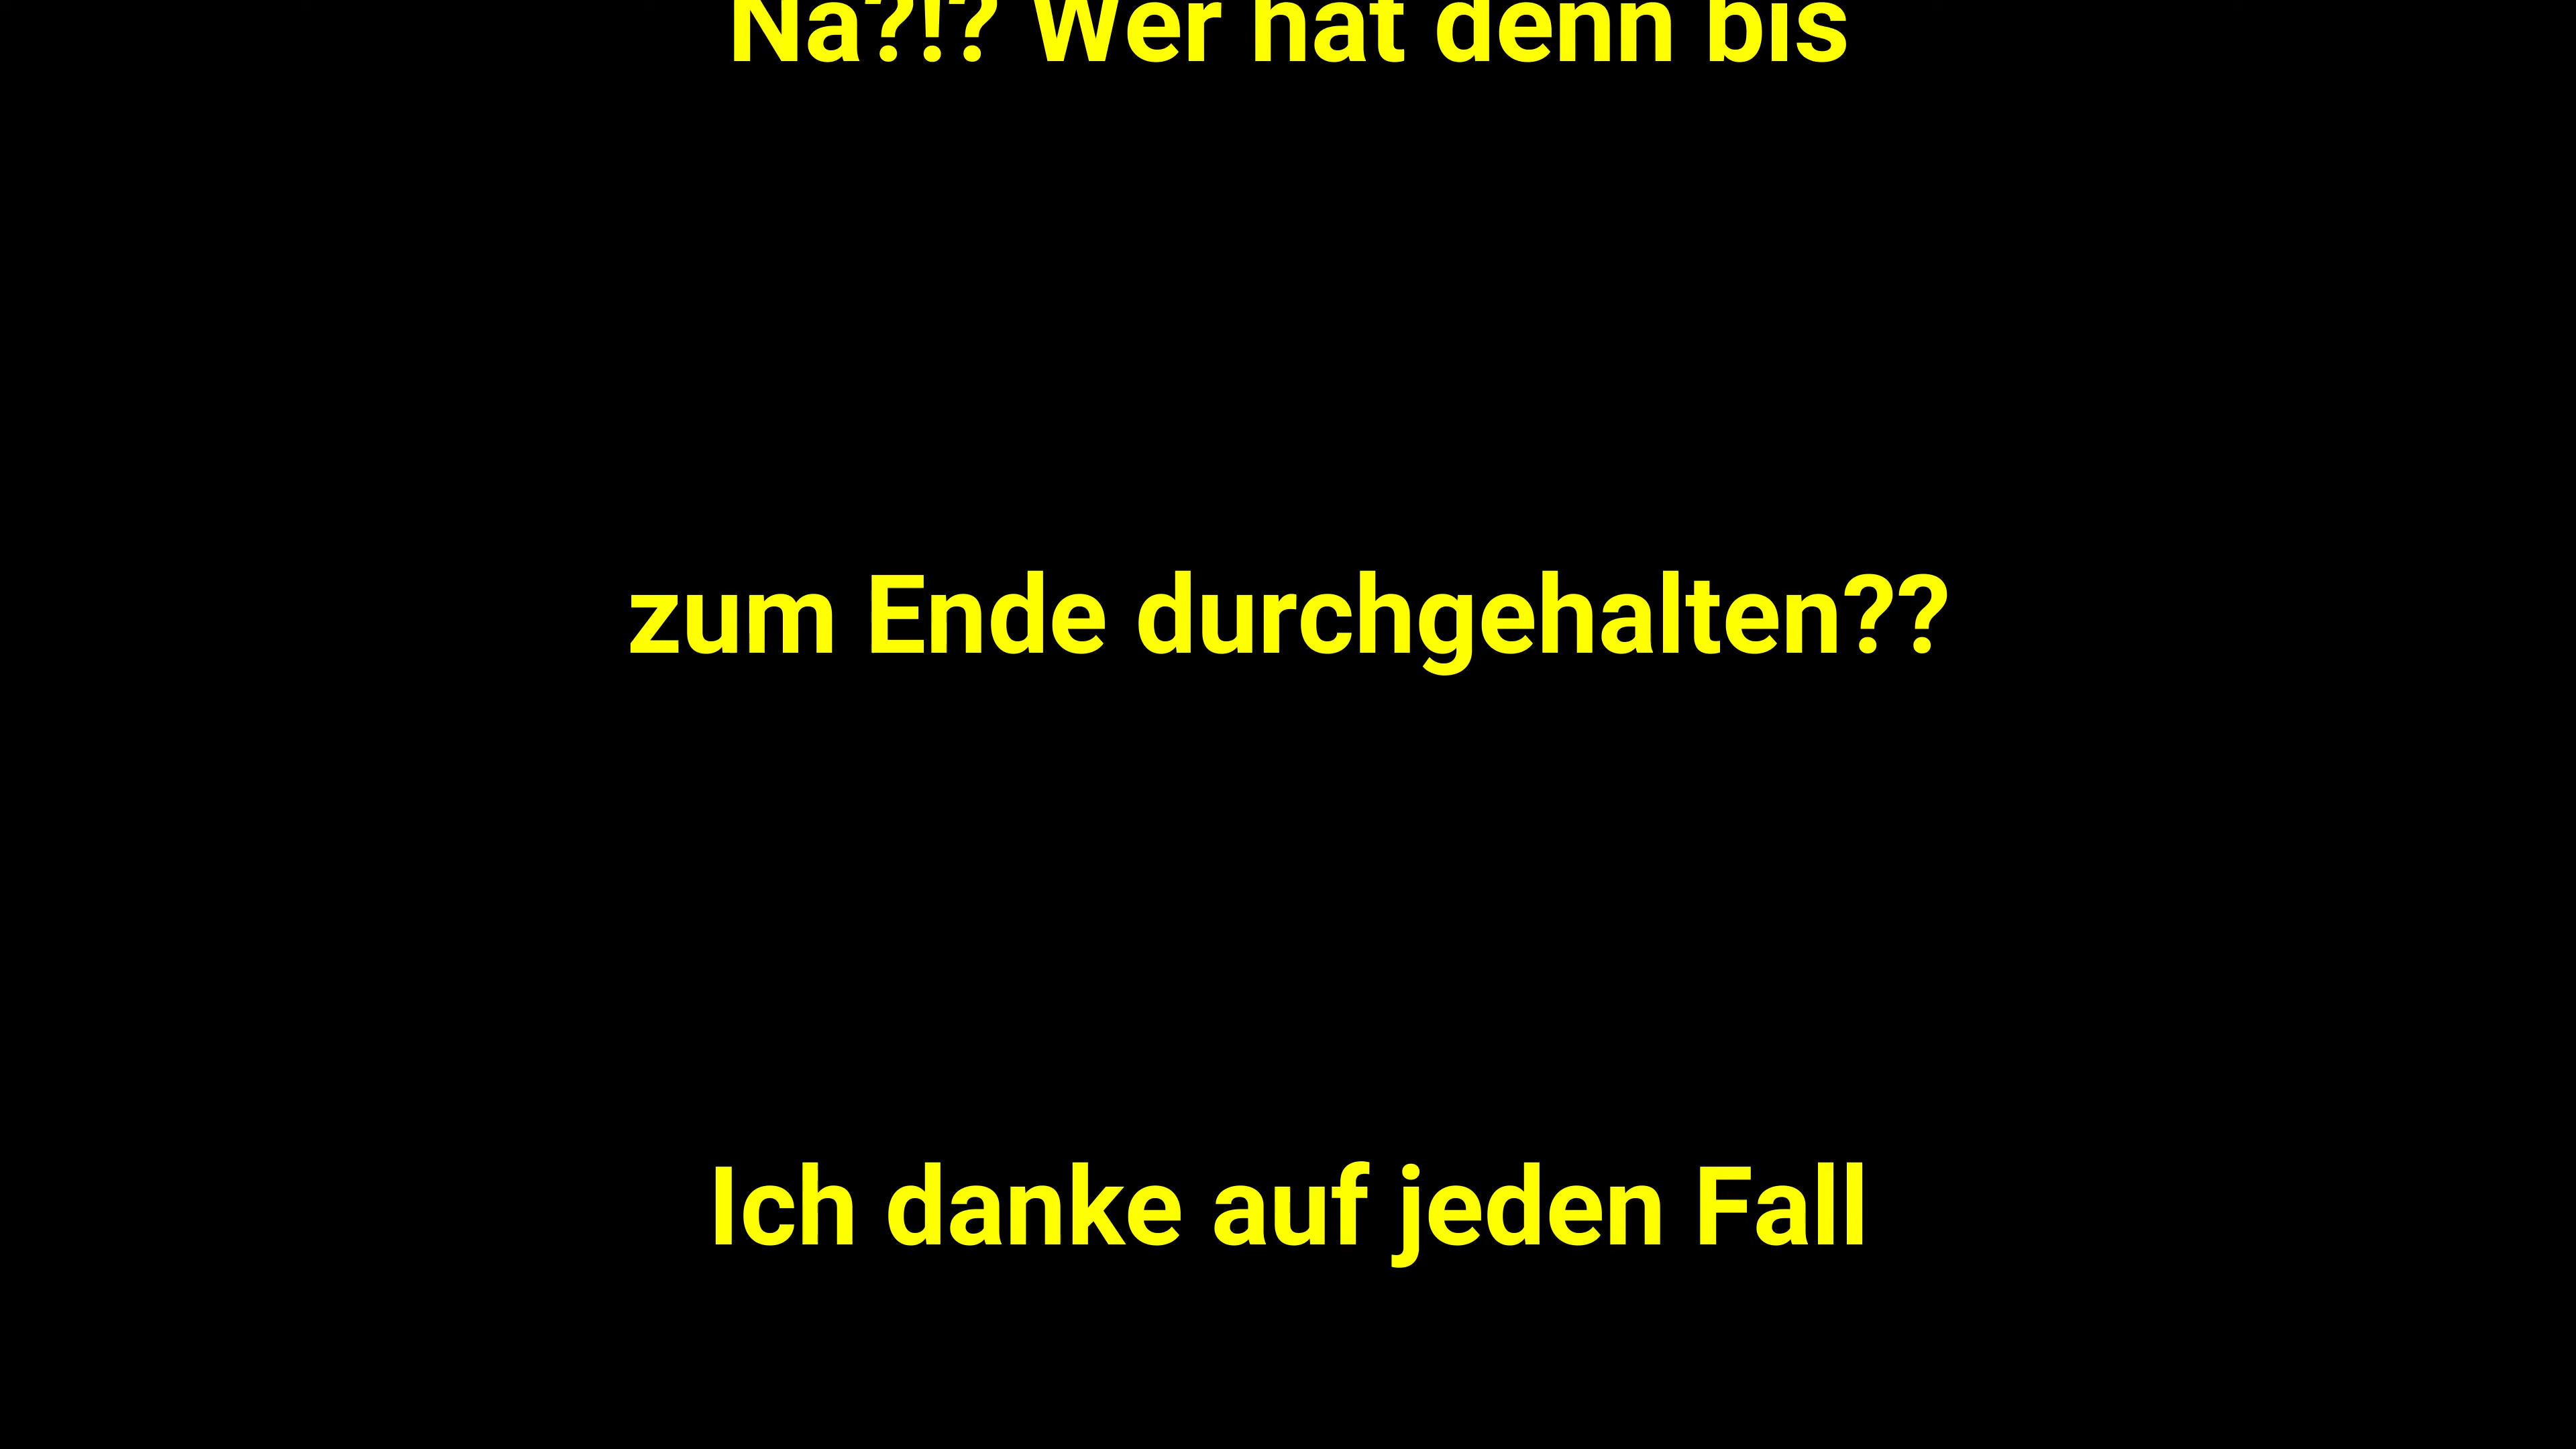 Na?!? Wer hat denn bis
zum Ende durchgehalten??
Ich danke auf jeden Fall